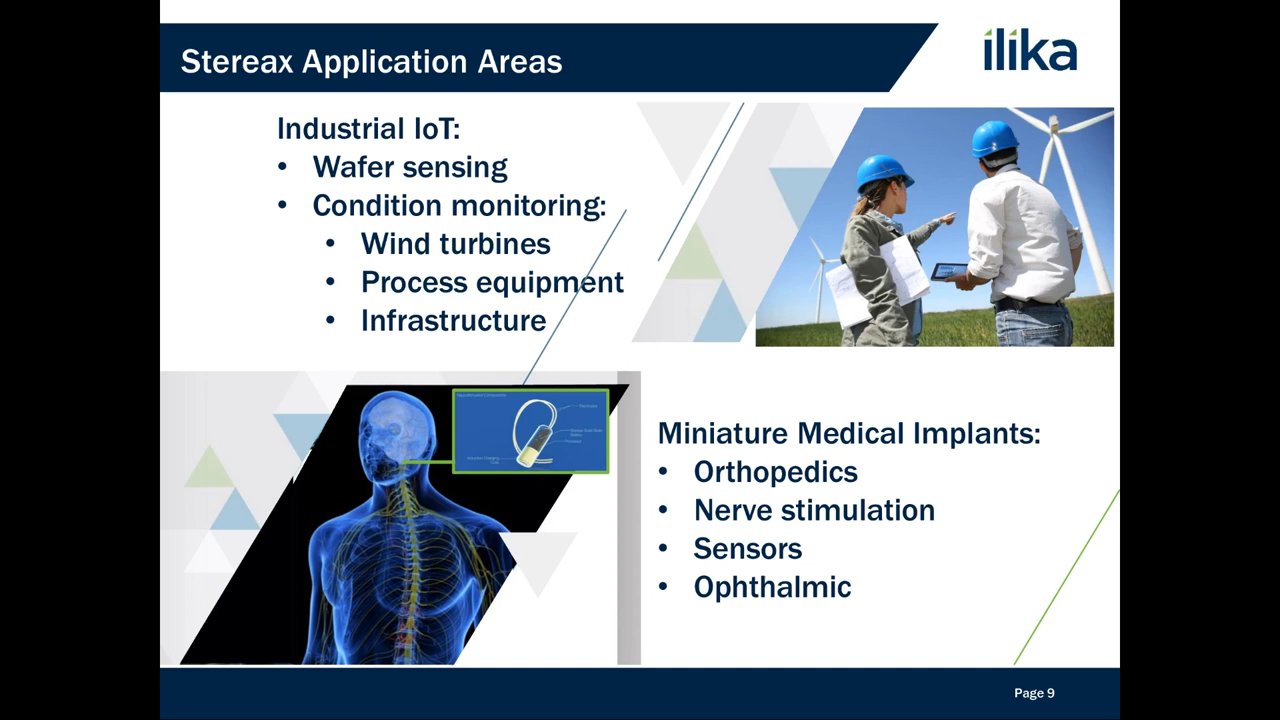 Stereax Application Areas
ilika
Industrial IoT:
• Wafer sensing
• Condition monitoring:
• Wind turbines
• Process equipment
• Infrastructure
Miniature Medical Implants:
• Orthopedics
• Nerve stimulation
• Sensors
• Ophthalmic
Page 9